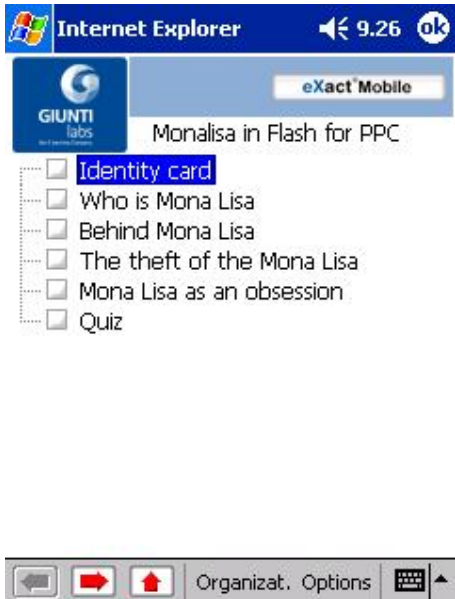 Internet Explorer 9.26 ok
eXact Mobile
GIUNTI
labs
Monalisa in Flash for PPC
Identity card
Who is Mona Lisa
Behind Mona Lisa
The theft of the Mona Lisa
Mona Lisa as an obsession
Quiz
Organizat. Options